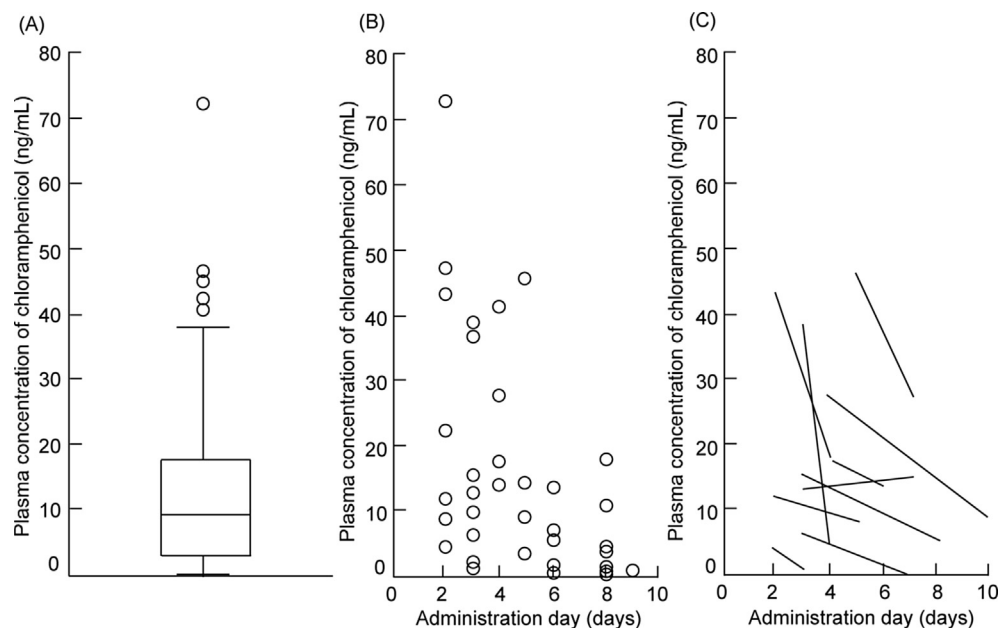 (A)
Plasma concentration of chloramphenicol (ng/mL)
80
70
60
50
40
30
20
10
0
(B)
Plasma concentration of chloramphenicol (ng/mL)
80
70
60
50
40
30
20
10
0
0 2 4 6 8 10
Administration day (days)
(C)
Plasma concentration of chloramphenicol (ng/mL)
80
70
60
50
40
30
20
10
0
0 2 4 6 8 10
Administration day (days)